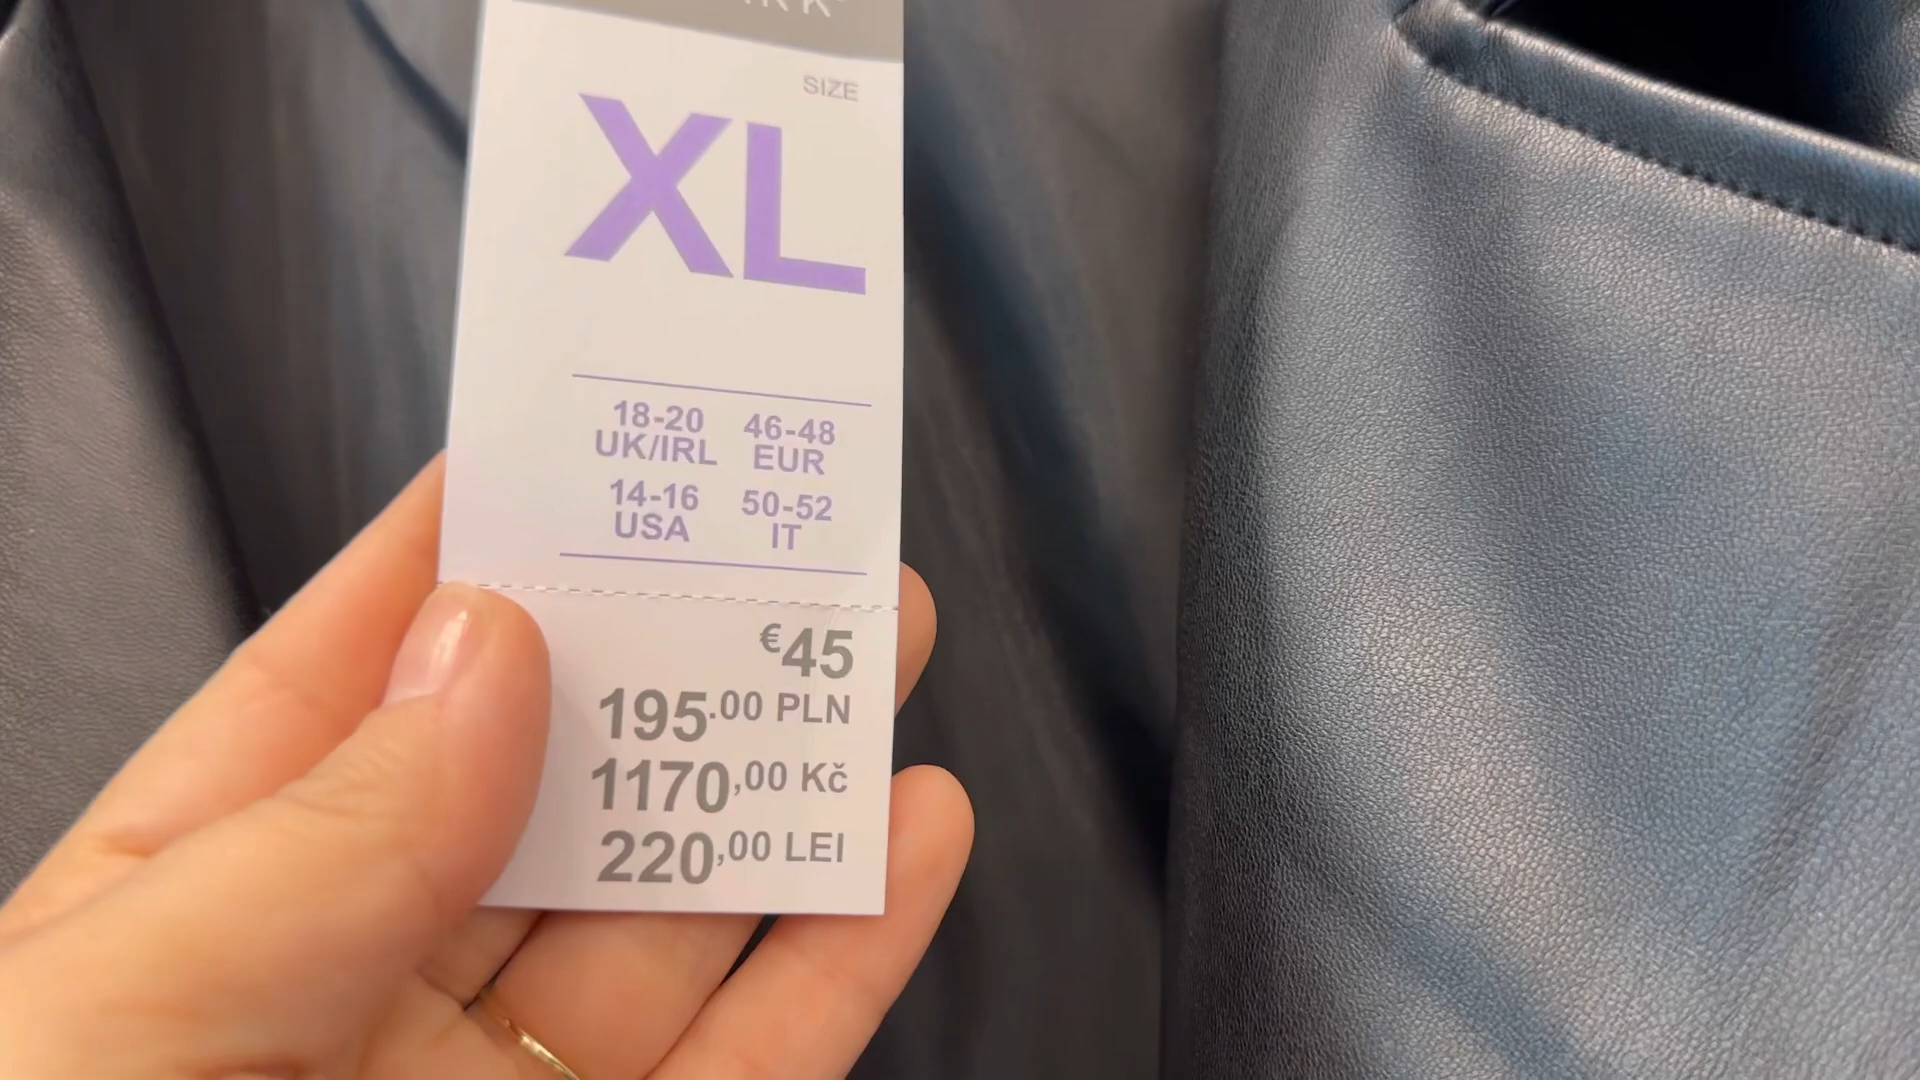 SIZE
XL
18-20 46-48
UK/IRL EUR
14-16 50-52
USA IT
€45
195.00 PLN
1170,00 Kč
220,00 LEI